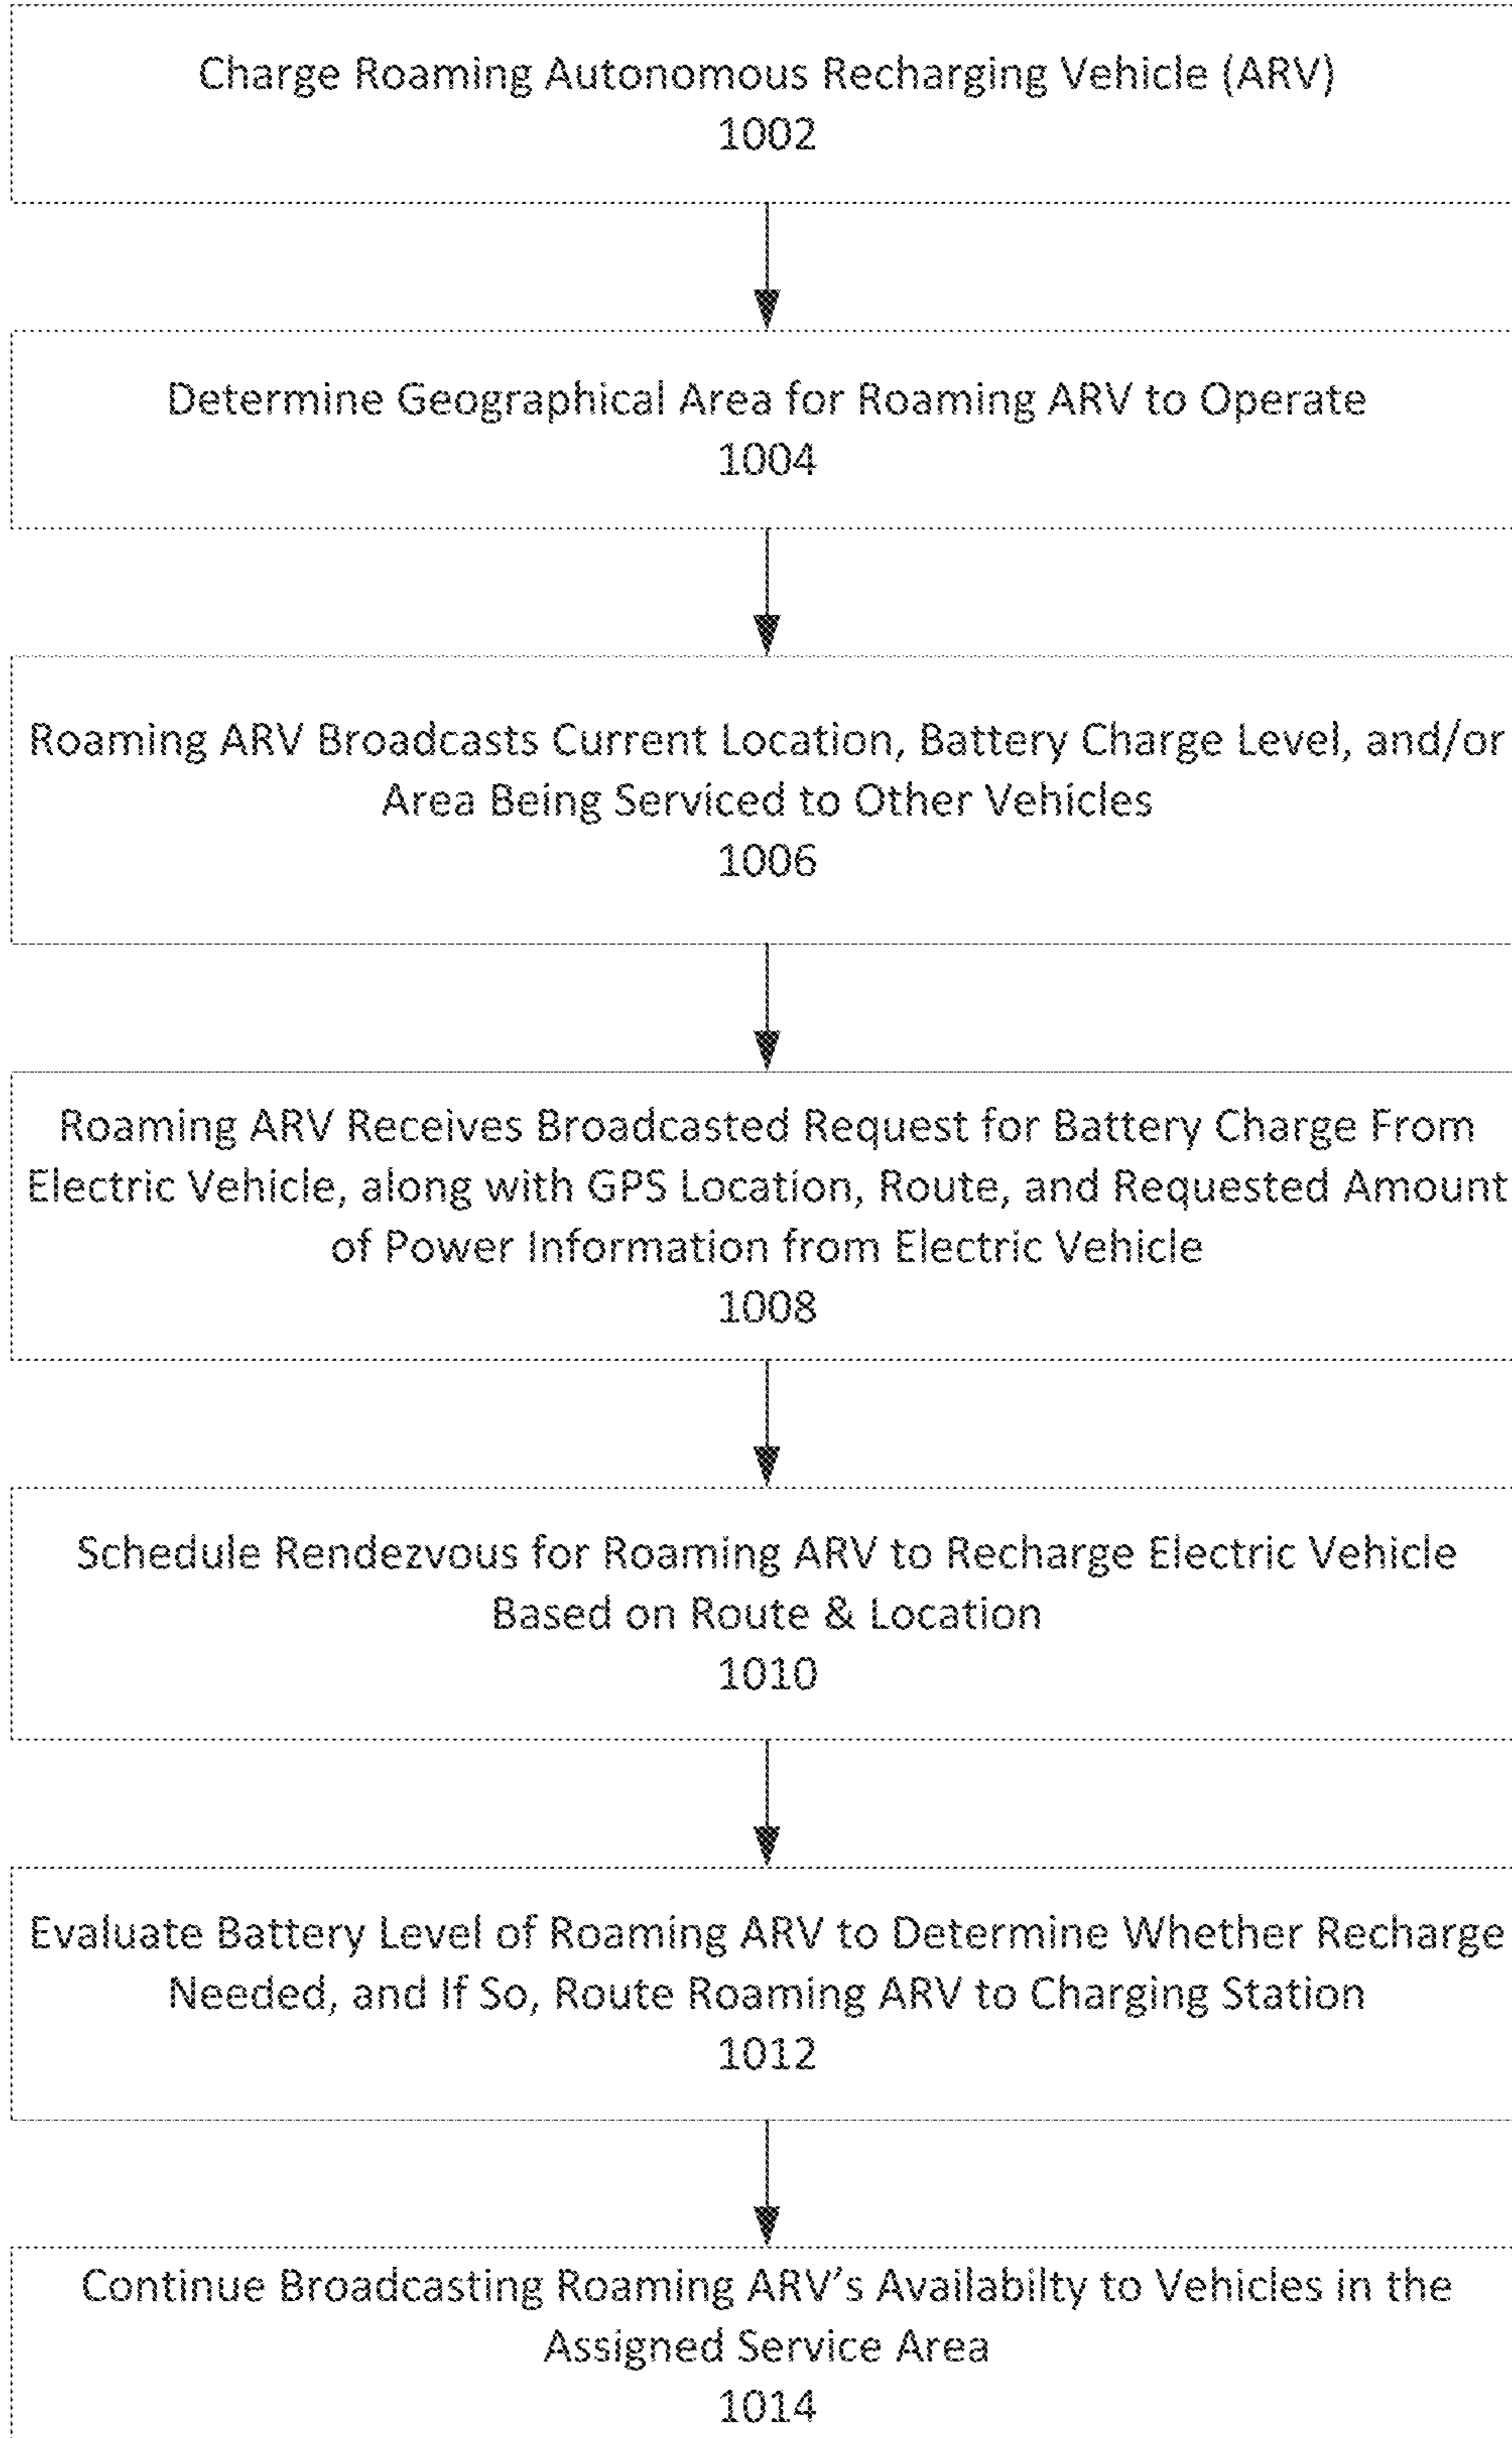 Charge Roaming Autonomous Recharging Vehicle (ARV)
1002
Determine Geographical Area for Roaming ARV to Operate
1004
Roaming ARV Broadcasts Current Location, Battery Charge Level, and/or
Area Being Serviced to Other Vehicles
1006
Roaming ARV Receives Broadcasted Request for Battery Charge From
Electric Vehicle, along with GPS Location, Route, and Requested Amount
of Power Information from Electric Vehicle
1008
Schedule Rendezvous for Roaming ARV to Recharge Electric Vehicle
Based on Route & Location
1010
Evaluate Battery Level of Roaming ARV to Determine Whether Recharge
Needed, and If So, Route Roaming ARV to Charging Station
1012
Continue Broadcasting Roaming ARV’s Availabilty to Vehicles in the
Assigned Service Area
1014